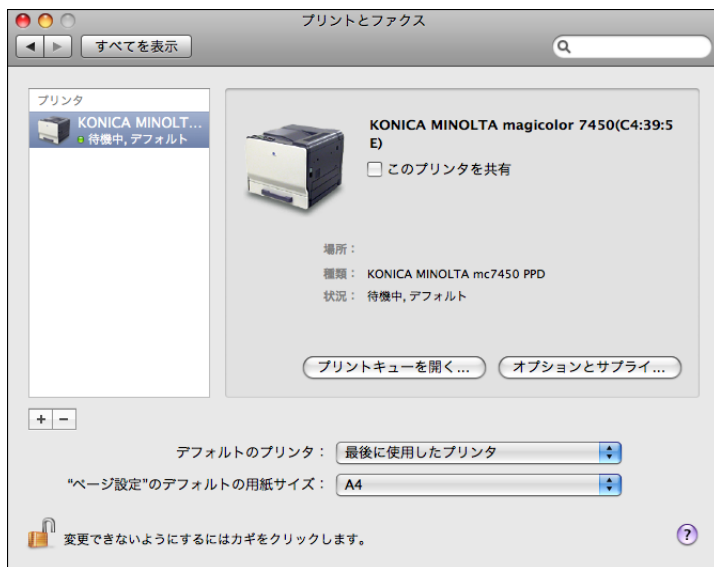 プリントとファクス
すべてを表示
プリンタ
KONICA MINOLT...
待機中, デフォルト
KONICA MINOLTA magicolor 7450(C4:39:5
E)
このプリンタを共有
場所：
種類： KONICA MINOLTA mc7450 PPD
状況： 待機中, デフォルト
プリントキューを開く... オプションとサプライ...
+ −
デフォルトのプリンタ： 最後に使用したプリンタ
“ページ設定”のデフォルトの用紙サイズ： A4
変更できないようにするにはカギをクリックします。 ?